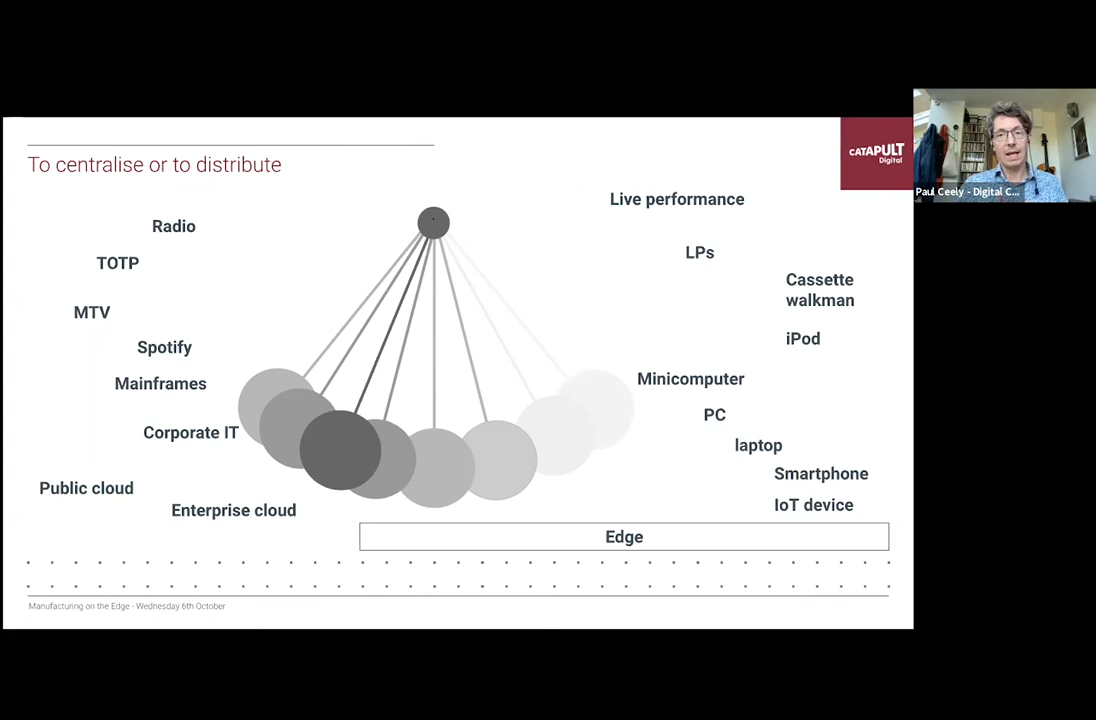 To centralise or to distribute
CATAPULT
Digital
Paul Ceely - Digital C...
Radio
TOTP
MTV
Spotify
Mainframes
Corporate IT
Public cloud
Enterprise cloud
Live performance
LPs
Cassette
walkman
iPod
Minicomputer
PC
laptop
Smartphone
IoT device
Edge
Manufacturing on the Edge - Wednesday 6th October